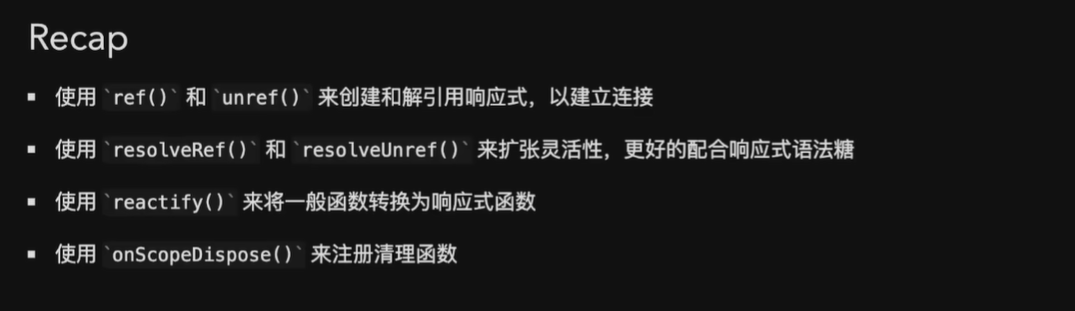 Recap
使用 `ref()` 和 `unref()` 来创建和解引用响应式，以建立连接
使用 `resolveRef()` 和 `resolveUnref()` 来扩张灵活性，更好的配合响应式语法糖
使用 `reactify()` 来将一般函数转换为响应式函数
使用 `onScopeDispose()` 来注册清理函数